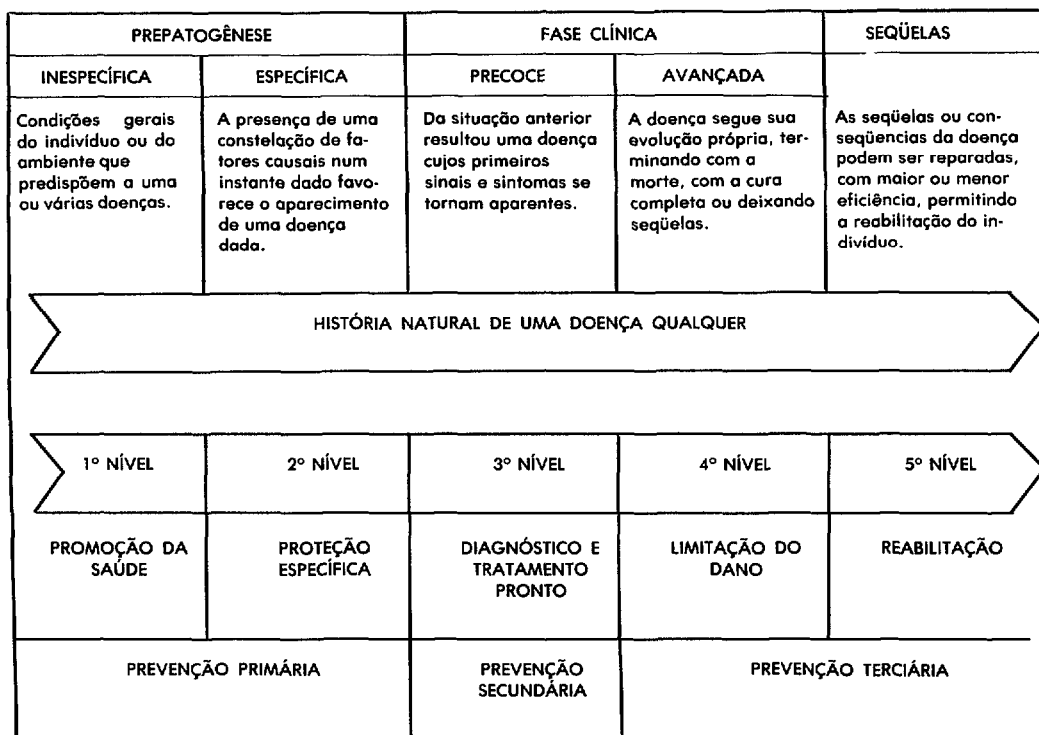 PREPATOGÊNESE
FASE CLÍNICA
SEQÜELAS
INESPECÍFICA
ESPECÍFICA
PRECOCE
AVANÇADA
Condições gerais
do indivíduo ou do
ambiente que
predispõem a uma
ou várias doenças.
A presença de uma
constelação de fa-
tores causais num
instante dado favo-
rece o aparecimento
de uma doença
dada.
Da situação anterior
resultou uma doença
cujos primeiros
sinais e sintomas se
tornam aparentes.
A doença segue sua
evolução própria, ter-
minando com a
morte, com a cura
completa ou deixando
seqüelas.
As seqüelas ou con-
seqüencias da doença
podem ser reparadas,
com maior ou menor
eficiência, permitindo
a reabilitação do in-
divíduo.
HISTÓRIA NATURAL DE UMA DOENÇA QUALQUER
1º NÍVEL
2º NÍVEL
3º NÍVEL
4º NÍVEL
5º NÍVEL
PROMOÇÃO DA
SAÚDE
PROTEÇÃO
ESPECÍFICA
DIAGNÓSTICO E
TRATAMENTO
PRONTO
LIMITAÇÃO DO
DANO
REABILITAÇÃO
PREVENÇÃO PRIMÁRIA
PREVENÇÃO
SECUNDÁRIA
PREVENÇÃO TERCIÁRIA